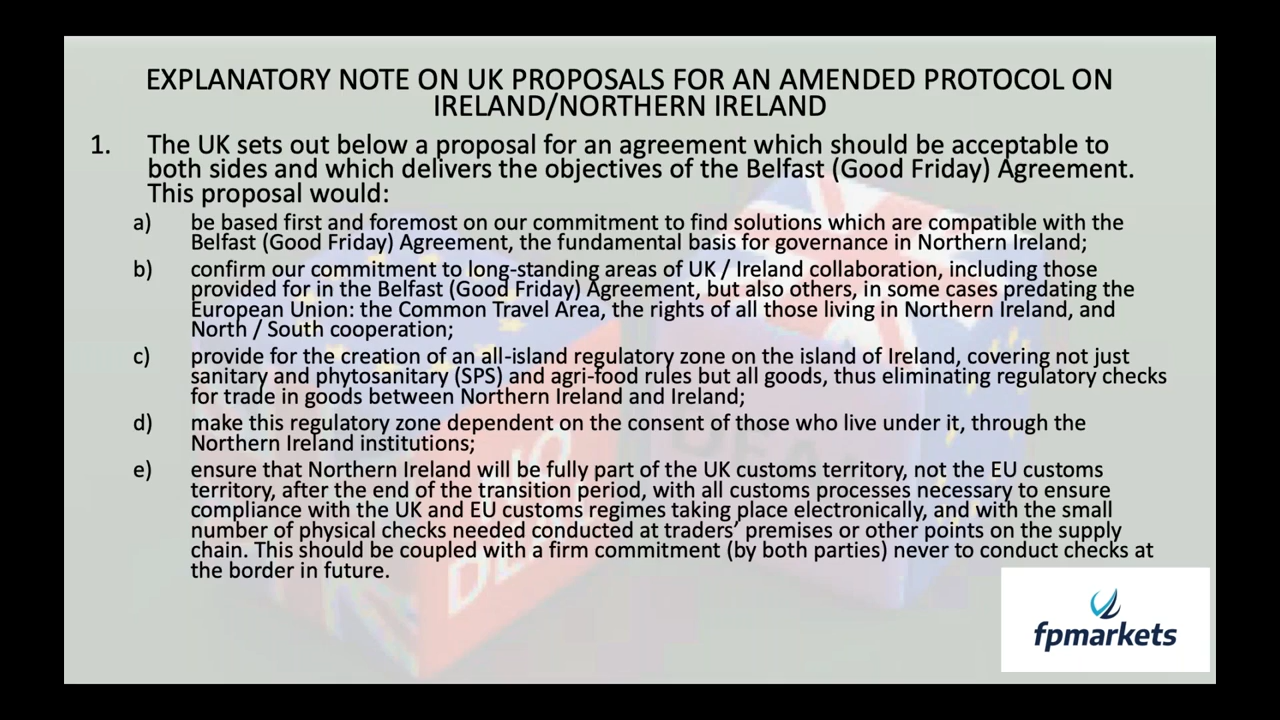 EXPLANATORY NOTE ON UK PROPOSALS FOR AN AMENDED PROTOCOL ON
IRELAND/NORTHERN IRELAND
1. The UK sets out below a proposal for an agreement which should be acceptable to
both sides and which delivers the objectives of the Belfast (Good Friday) Agreement.
This proposal would:
a) be based first and foremost on our commitment to find solutions which are compatible with the
Belfast (Good Friday) Agreement, the fundamental basis for governance in Northern Ireland;
b) confirm our commitment to long-standing areas of UK / Ireland collaboration, including those
provided for in the Belfast (Good Friday) Agreement, but also others, in some cases predating the
European Union: the Common Travel Area, the rights of all those living in Northern Ireland, and
North / South cooperation;
c) provide for the creation of an all-island regulatory zone on the island of Ireland, covering not just
sanitary and phytosanitary (SPS) and agri-food rules but all goods, thus eliminating regulatory checks
for trade in goods between Northern Ireland and Ireland;
d) make this regulatory zone dependent on the consent of those who live under it, through the
Northern Ireland institutions;
e) ensure that Northern Ireland will be fully part of the UK customs territory, not the EU customs
territory, after the end of the transition period, with all customs processes necessary to ensure
compliance with the UK and EU customs regimes taking place electronically, and with the small
number of physical checks needed conducted at traders’ premises or other points on the supply
chain. This should be coupled with a firm commitment (by both parties) never to conduct checks at
the border in future.
NO
DEAL
DEAL
fpmarkets